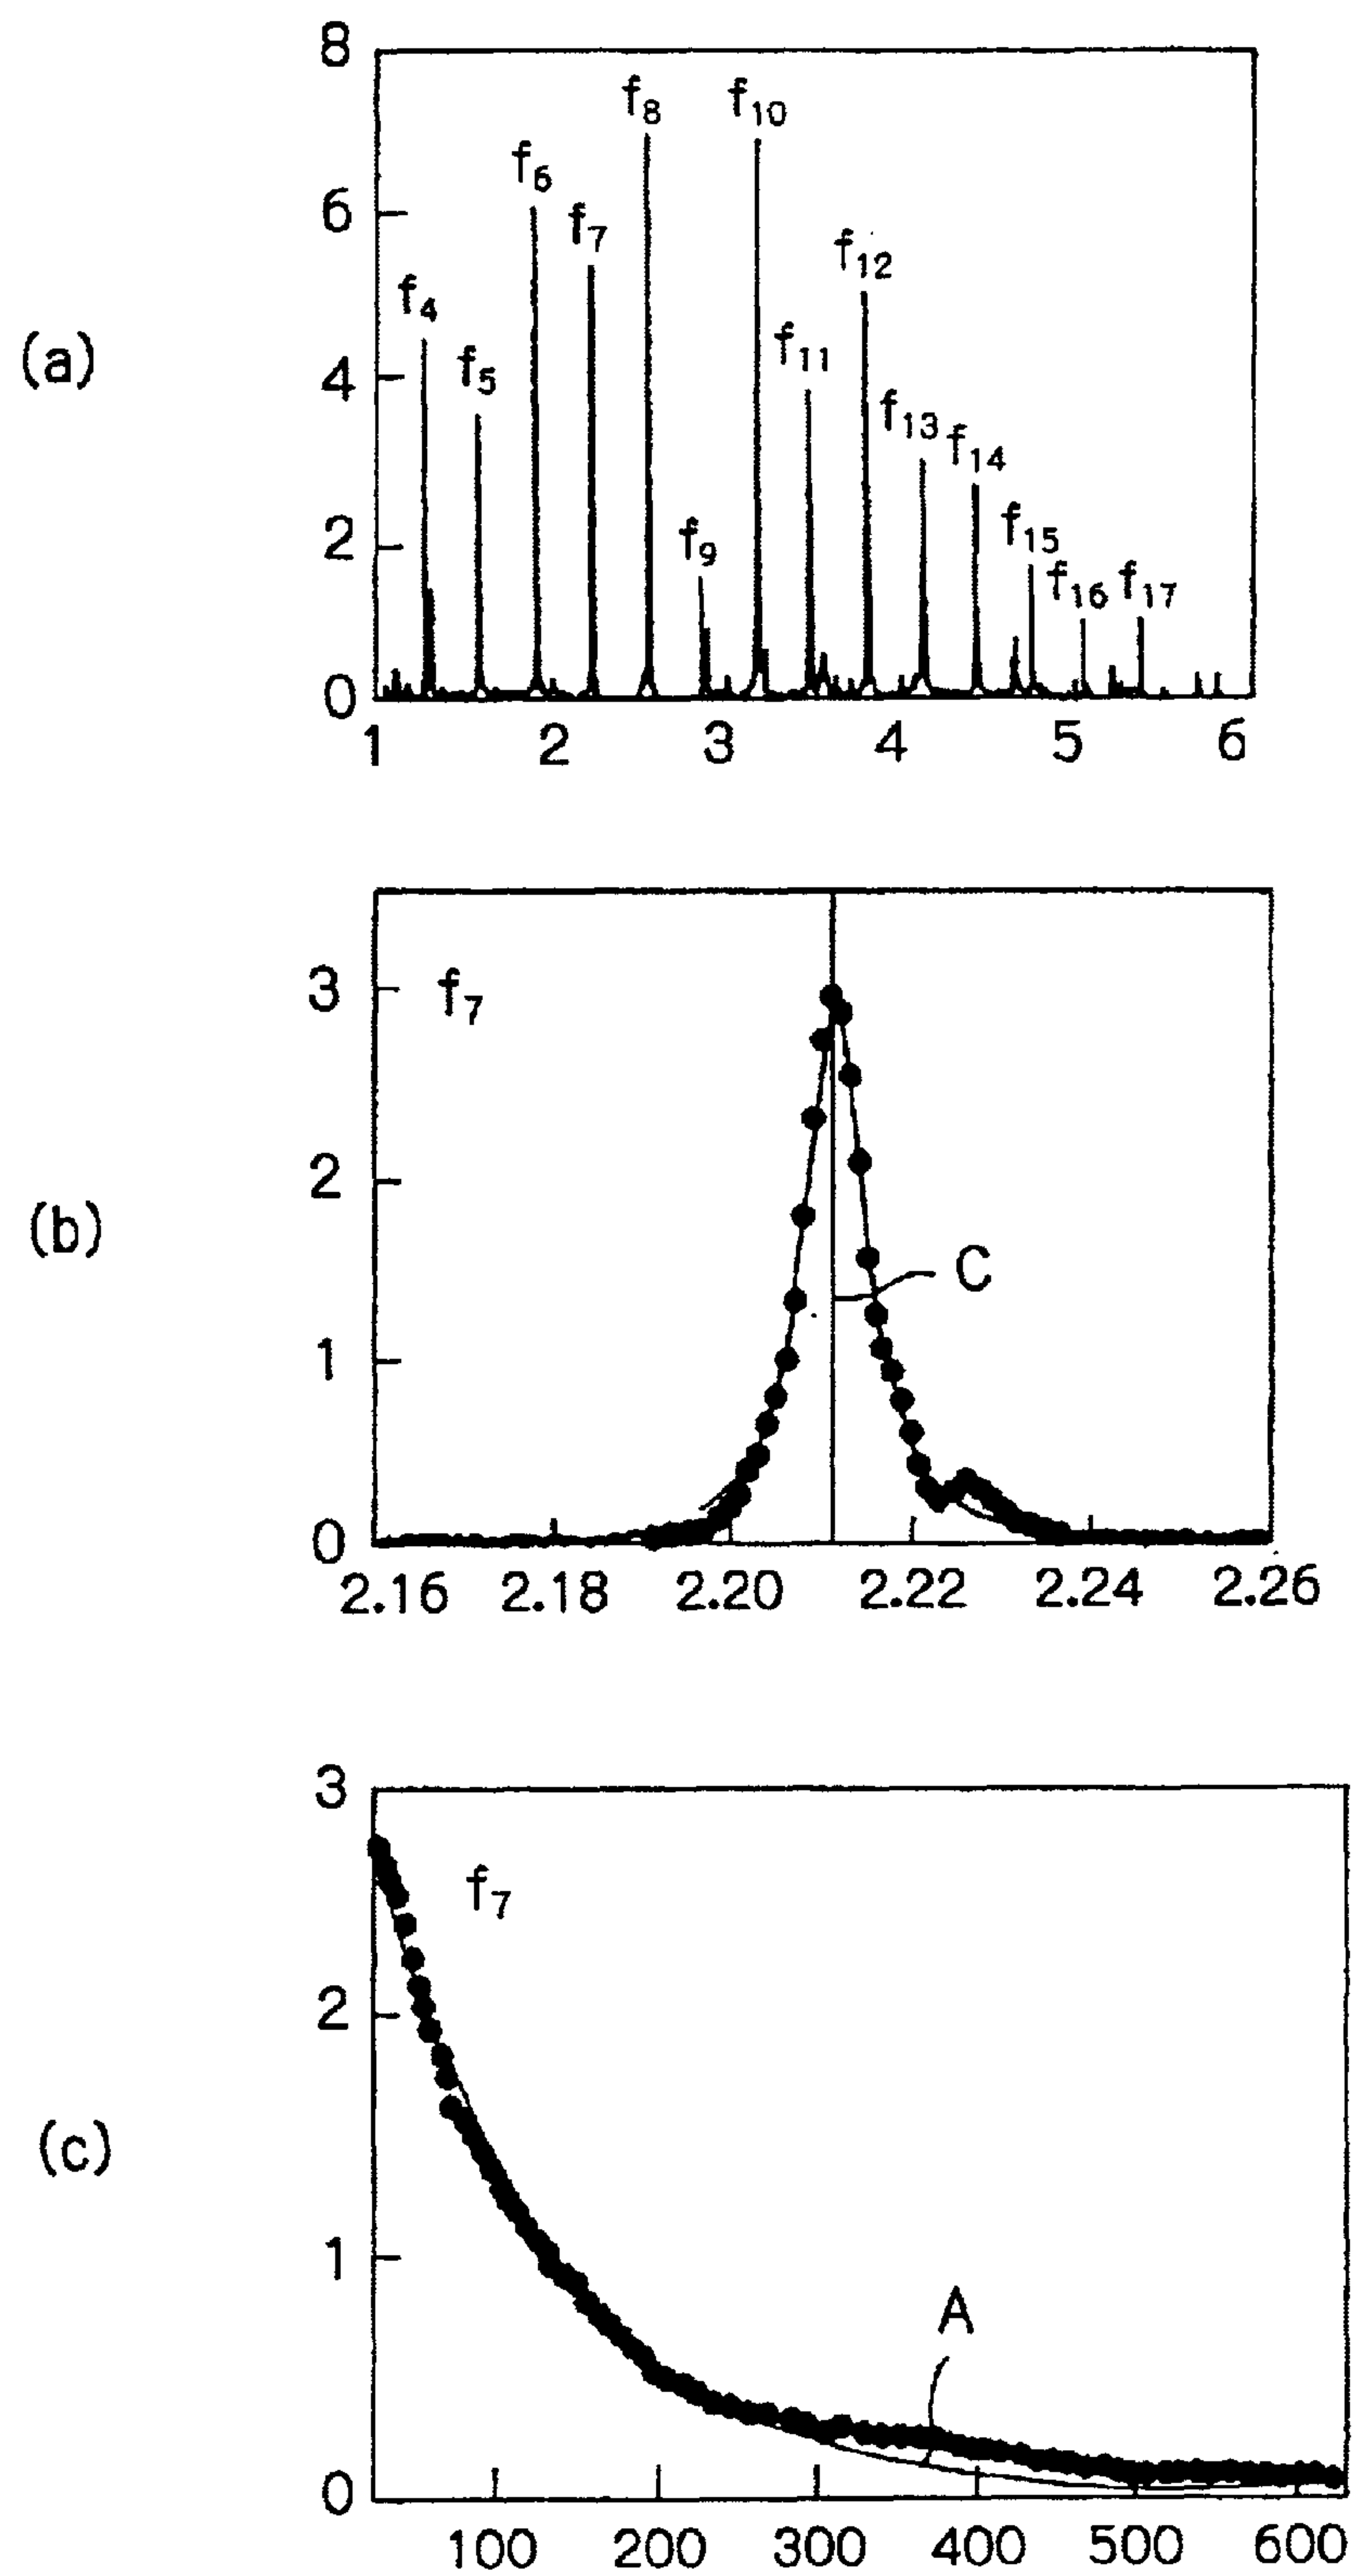 (a)
8
6
4
2
0
f4
f5
f6
f7
f8
f9
f10
f11
f12
f13
f14
f15
f16
f17
1 2 3 4 5 6
(b)
3
2
1
0
f7
C
2.16 2.18 2.20 2.22 2.24 2.26
(c)
3
2
1
0
f7
A
100 200 300 400 500 600